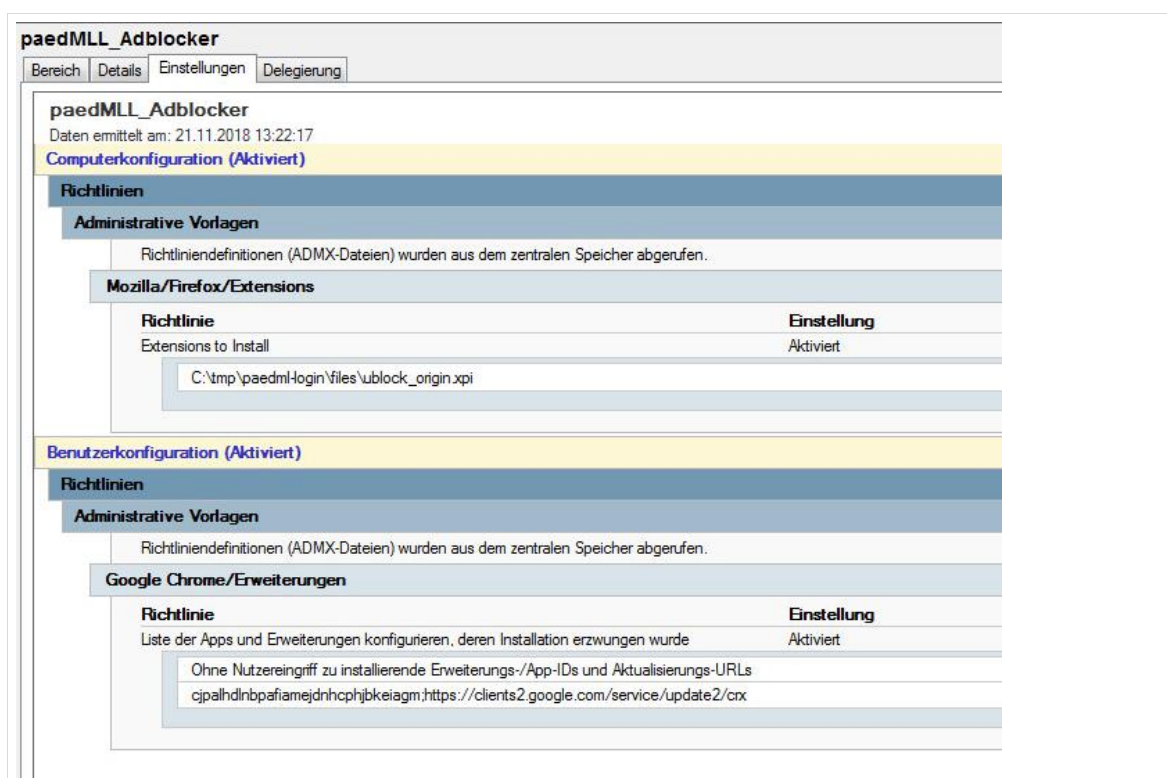 paedMLL_Adblocker
Bereich Details Einstellungen Delegierung
paedMLL_Adblocker
Daten ermittelt am: 21.11.2018 13:22:17
Computerkonfiguration (Aktiviert)
Richtlinien
Administrative Vorlagen
Richtliniendefinitionen (ADMX-Dateien) wurden aus dem zentralen Speicher abgerufen.
Mozilla/Firefox/Extensions
Richtlinie Einstellung
Extensions to Install Aktiviert
C:\tmp\paedml-login\files\ublock_origin.xpi
Benutzerkonfiguration (Aktiviert)
Richtlinien
Administrative Vorlagen
Richtliniendefinitionen (ADMX-Dateien) wurden aus dem zentralen Speicher abgerufen.
Google Chrome/Erweiterungen
Richtlinie Einstellung
Liste der Apps und Erweiterungen konfigurieren, deren Installation erzwungen wurde Aktiviert
Ohne Nutzereingriff zu installierende Erweiterungs-/App-IDs und Aktualisierungs-URLs
cjpalhdlnbpafiamejdnhcphjbkeiagm;https://clients2.google.com/service/update2/crx